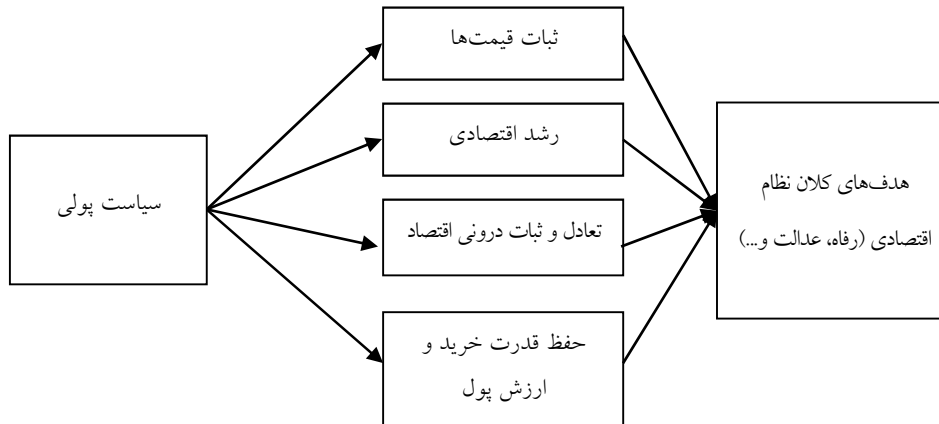 ثبات قیمت‌ها
رشد اقتصادی
سیاست پولی
تعادل و ثبات درونی اقتصاد
حفظ قدرت خرید و
ارزش پول
هدف‌های کلان نظام
اقتصادی (رفاه، عدالت و...)